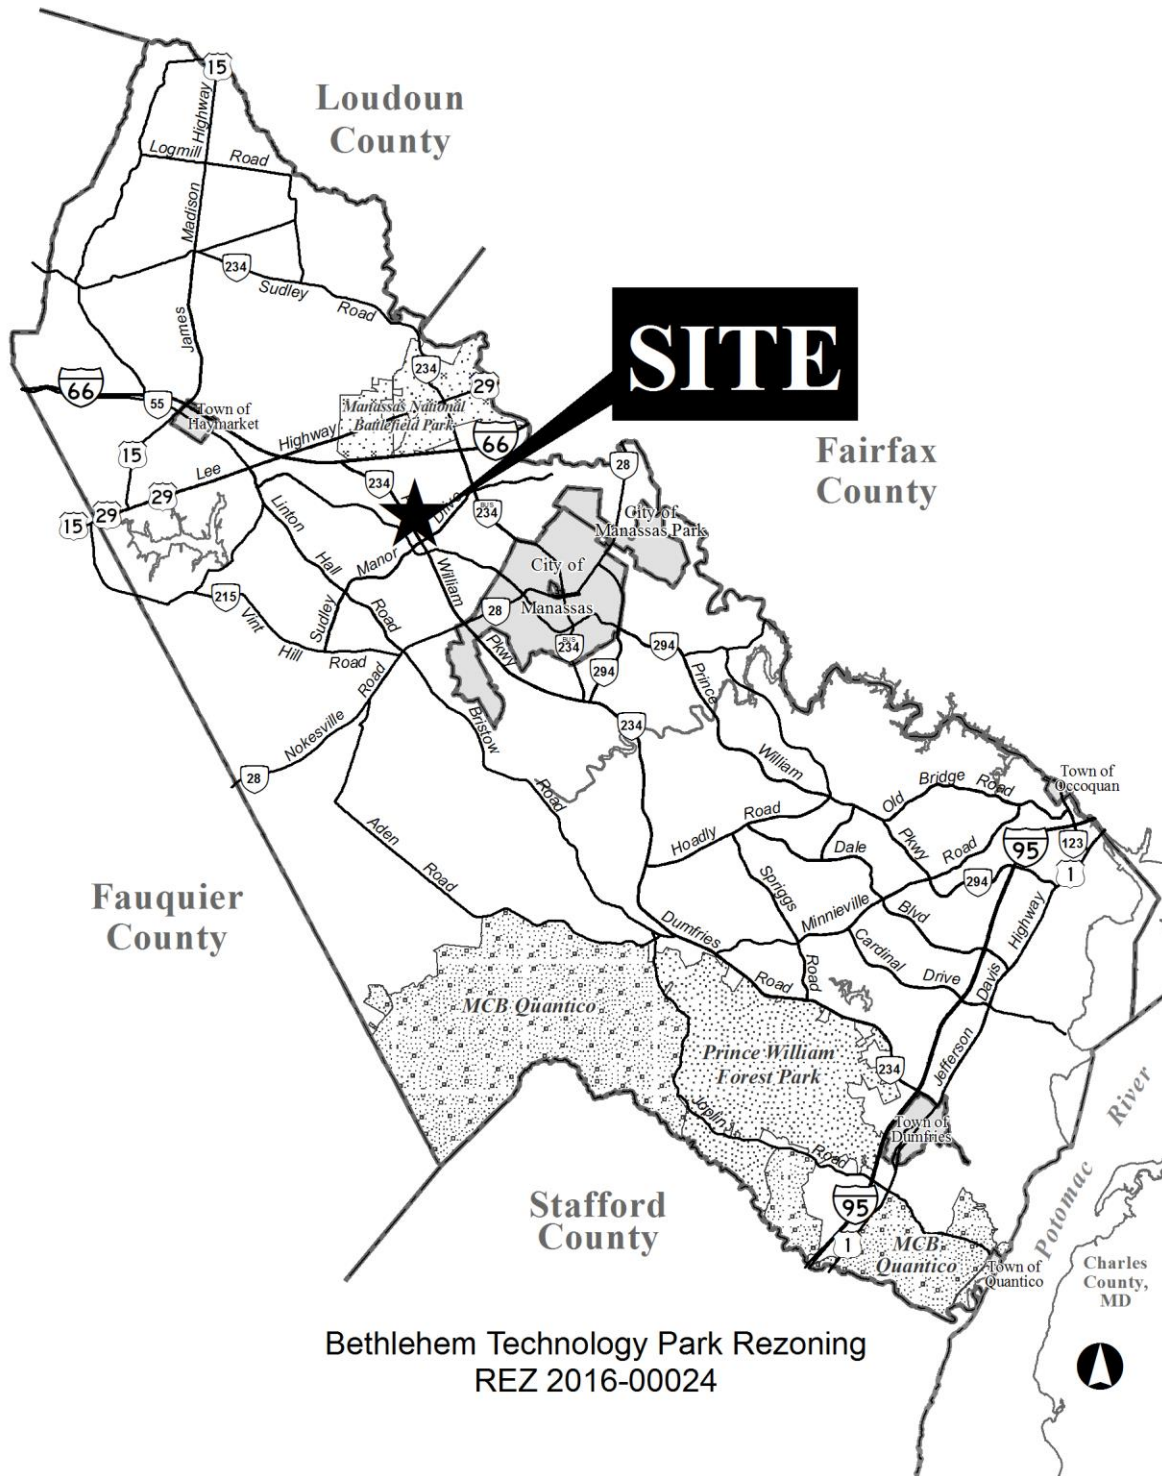 15
Loudoun
County
Highway
Logmill
Road
Madison
234
Sudley
Road
James
SITE
234
29
66
55
Town of
Haymarket
Manassas National
Battlefield Park
Highway
66
Fairfax
County
15
Lee
234
28
29
Linton
Drive
BUS
234
City of
Manassas Park
15
29
Hall
Manor
William
City of
Manassas
215
Vint
Sudley
Road
28
Hill
Road
Pkwy
BUS
234
294
294
Prince
Road
Nokesville
Bristow
234
28
William
Road
Town of
Occoquan
Old
Bridge
Road
Aden
Hoadly
Road
Dale
Pkwy
Road
95
123
1
Road
Spriggs
294
Fauquier
County
Minnieville
Blvd
Highway
Dumfries
Cardinal
Road
Road
Drive
Davis
MCB Quantico
Prince William
Forest Park
234
Jefferson
River
Joplin
Town of
Dumfries
Road
Stafford
County
95
Potomac
1
MCB
Quantico
Town of
Quantico
Charles
County,
MD
Bethlehem Technology Park Rezoning
REZ 2016-00024